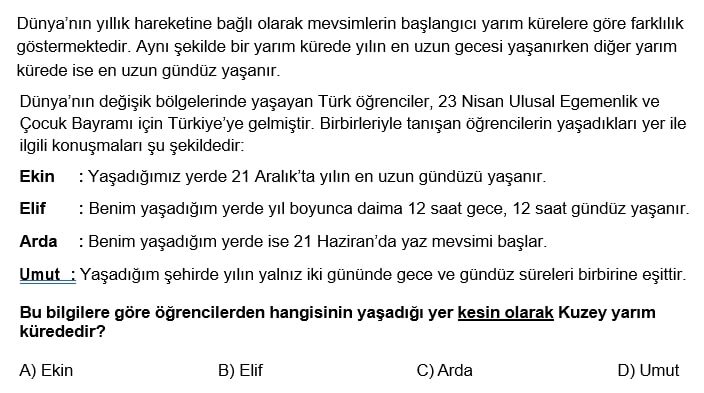 Dünya’nın yıllık hareketine bağlı olarak mevsimlerin başlangıcı yarım kürelere göre farklılık
göstermektedir. Aynı şekilde bir yarım kürede yılın en uzun gecesi yaşanırken diğer yarım
kürede ise en uzun gündüz yaşanır.
Dünya’nın değişik bölgelerinde yaşayan Türk öğrenciler, 23 Nisan Ulusal Egemenlik ve
Çocuk Bayramı için Türkiye’ye gelmiştir. Birbirleriyle tanışan öğrencilerin yaşadıkları yer ile
ilgili konuşmaları şu şekildedir:
Ekin : Yaşadığımız yerde 21 Aralık’ta yılın en uzun gündüzü yaşanır.
Elif : Benim yaşadığım yerde yıl boyunca daima 12 saat gece, 12 saat gündüz yaşanır.
Arda : Benim yaşadığım yerde ise 21 Haziran’da yaz mevsimi başlar.
Umut : Yaşadığım şehirde yılın yalnız iki gününde gece ve gündüz süreleri birbirine eşittir.
Bu bilgilere göre öğrencilerden hangisinin yaşadığı yer kesin olarak Kuzey yarım
kürededir?
A) Ekin B) Elif C) Arda D) Umut